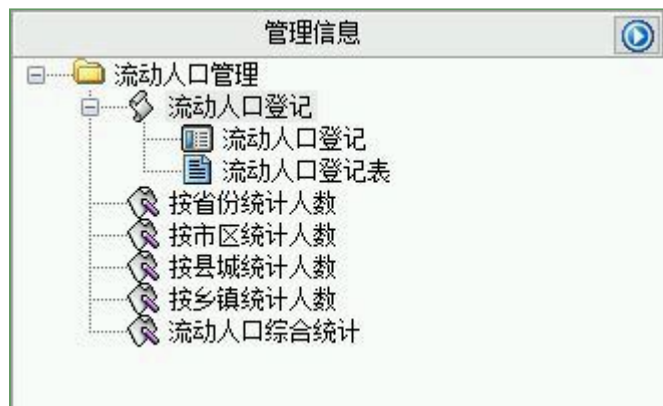 管理信息
流动人口管理
流动人口登记
流动人口登记
流动人口登记表
按省份统计人数
按市区统计人数
按县城统计人数
按乡镇统计人数
流动人口综合统计